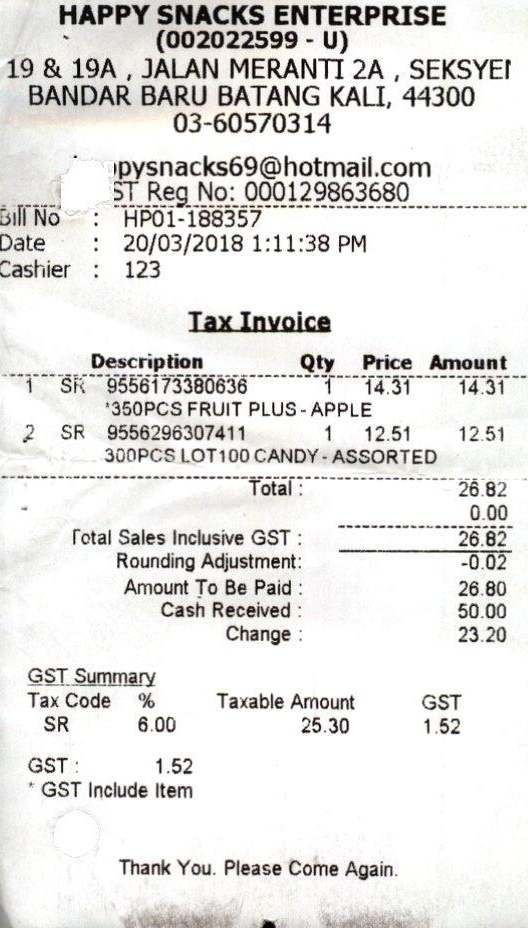 HAPPY SNACKS ENTERPRISE
(002022599 - U)
19 & 19A , JALAN MERANTI 2A , SEKSYE
BANDAR BARU BATANG KALI, 44300
03-60570314
ppysnacks69@hotmail.com
ST Reg No: 000129863680
Bill No : HP01-188357
Date : 20/03/2018 1:11:38 PM
Cashier : 123
Tax Invoice
Description Qty Price Amount
1 SR 9556173380636 1 14.31 14.31
*350PCS FRUIT PLUS - APPLE
2 SR 9556296307411 1 12.51 12.51
300PCS LOT100 CANDY - ASSORTED
Total : 26.82
0.00
Total Sales Inclusive GST : 26.82
Rounding Adjustment: -0.02
Amount To Be Paid : 26.80
Cash Received : 50.00
Change : 23.20
GST Summary
Tax Code % Taxable Amount GST
SR 6.00 25.30 1.52
GST : 1.52
* GST Include Item
Thank You. Please Come Again.